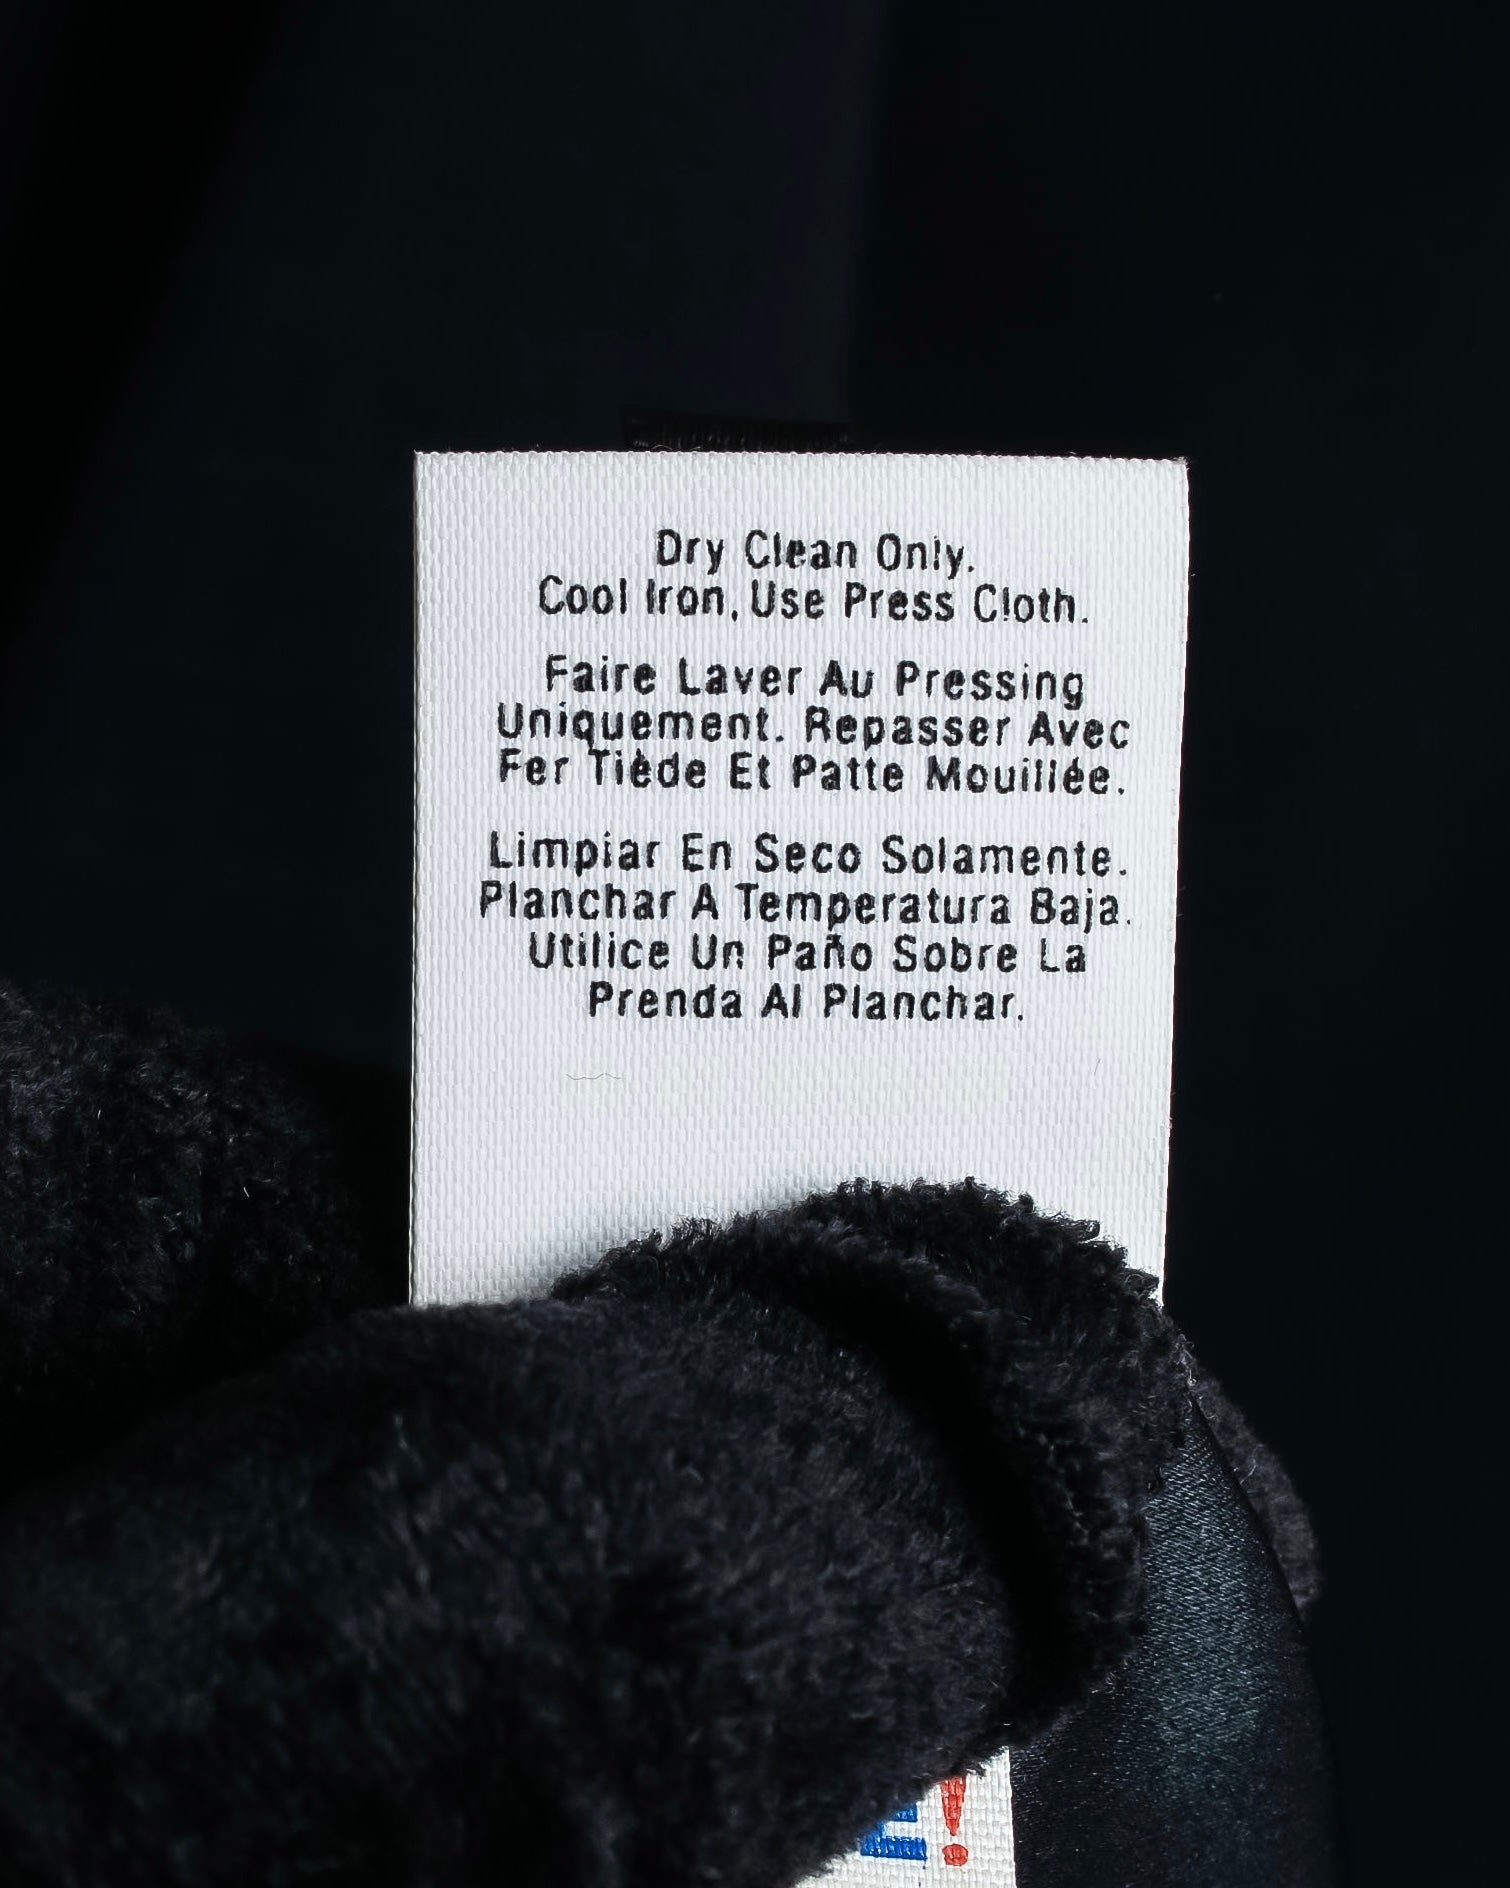 Dry Clean Only.
Cool Iron, Use Press Cloth.
Faire Laver Au Pressing
Uniquement. Repasser Avec
Fer Tiède Et Patte Mouillée.
Limpiar En Seco Solamente.
Planchar A Temperatura Baja.
Utilice Un Paño Sobre La
Prenda Al Planchar.
E!